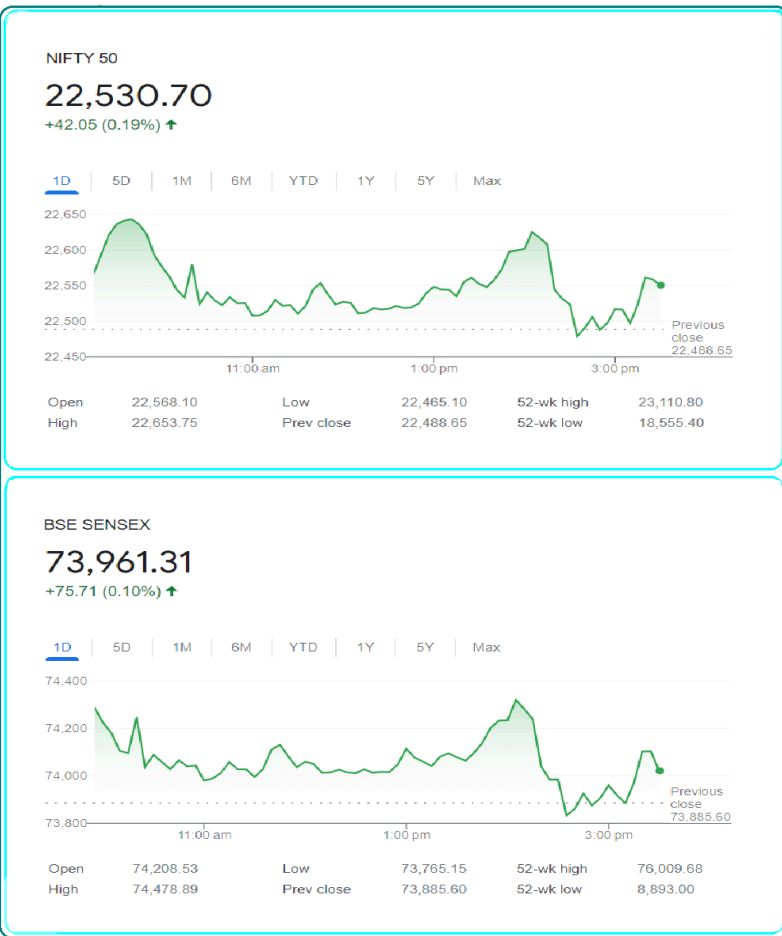 NIFTY 50
22,530.70
+42.05 (0.19%) ↑
1D 5D 1M 6M YTD 1Y 5Y Max
22,650
22,600
22,550
22,500
22,450
Previous
close
22,488.65
11:00 am 1:00 pm 3:00 pm
Open 22,568.10 Low 22,465.10 52-wk high 23,110.80
High 22,653.75 Prev close 22,488.65 52-wk low 18,555.40
BSE SENSEX
73,961.31
+75.71 (0.10%) ↑
1D 5D 1M 6M YTD 1Y 5Y Max
74,400
74,200
74,000
73,800
Previous
close
73,885.60
11:00 am 1:00 pm 3:00 pm
Open 74,208.53 Low 73,765.15 52-wk high 76,009.68
High 74,478.89 Prev close 73,885.60 52-wk low 8,893.00